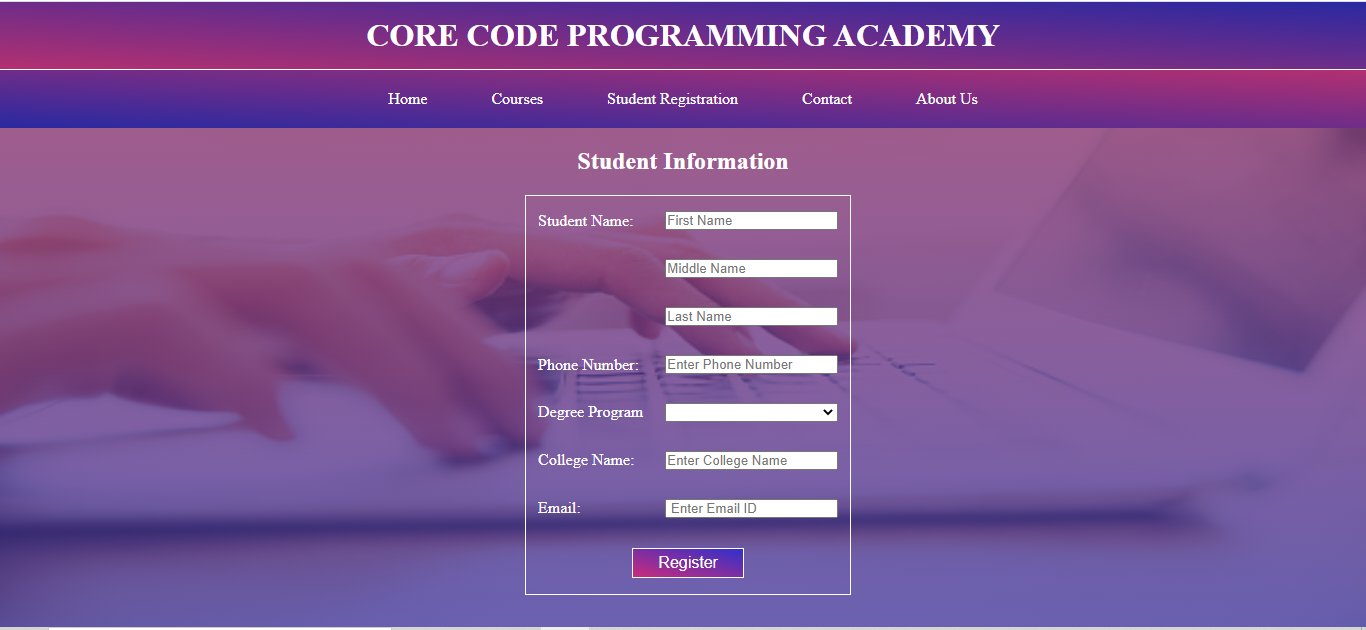 CORE CODE PROGRAMMING ACADEMY
Home Courses Student Registration Contact About Us
Student Information
Student Name: First Name
Middle Name
Last Name
Phone Number: Enter Phone Number
Degree Program
College Name: Enter College Name
Email: Enter Email ID
Register